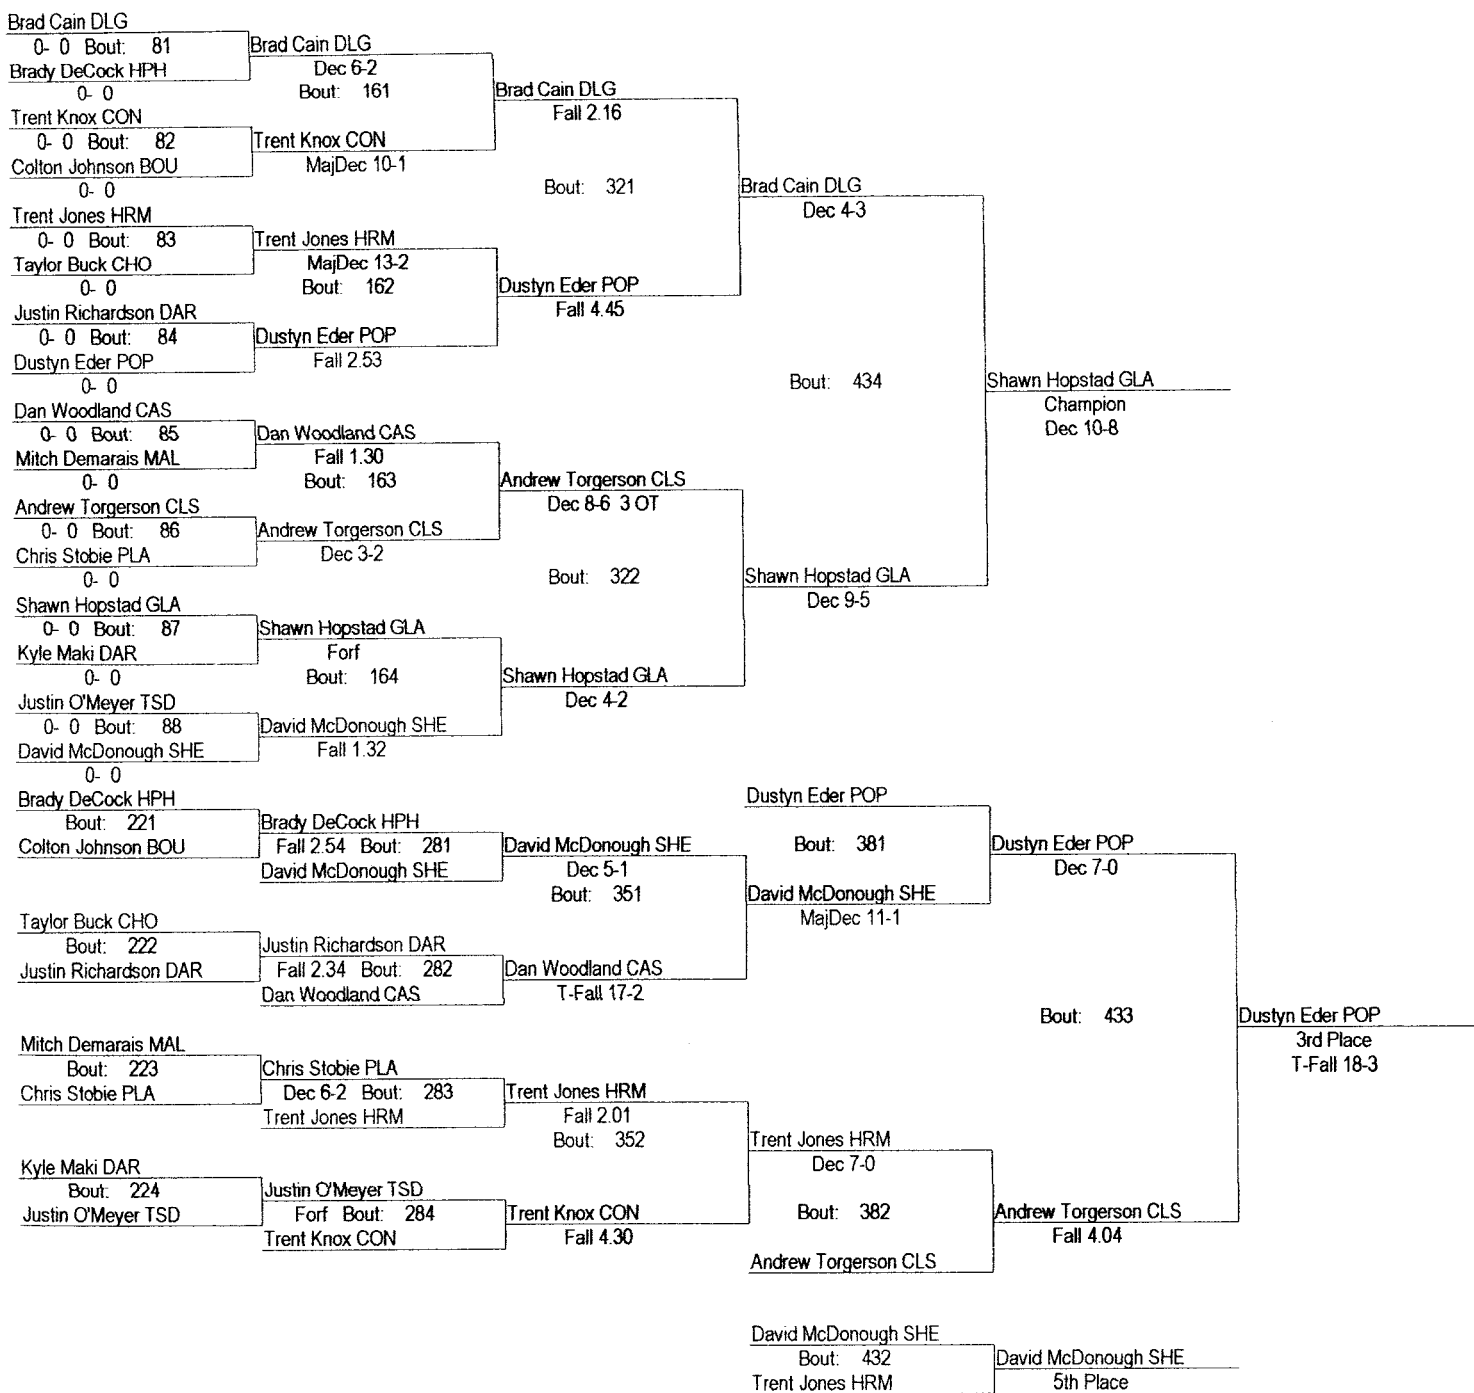 Brad Cain DLG
0- 0 Bout: 81
Brady DeCock HPH
0- 0
Trent Knox CON
0- 0 Bout: 82
Colton Johnson BOU
0- 0
Trent Jones HRM
0- 0 Bout: 83
Taylor Buck CHO
0- 0
Justin Richardson DAR
0- 0 Bout: 84
Dustyn Eder POP
0- 0
Dan Woodland CAS
0- 0 Bout: 85
Mitch Demarais MAL
0- 0
Andrew Torgerson CLS
0- 0 Bout: 86
Chris Stobie PLA
0- 0
Shawn Hopstad GLA
0- 0 Bout: 87
Kyle Maki DAR
0- 0
Justin O'Meyer TSD
0- 0 Bout: 88
David McDonough SHE
0- 0
Brad Cain DLG
Dec 6-2
Bout: 161
Trent Knox CON
MajDec 10-1
Trent Jones HRM
MajDec 13-2
Bout: 162
Dustyn Eder POP
Fall 2.53
Dan Woodland CAS
Fall 1.30
Bout: 163
Andrew Torgerson CLS
Dec 3-2
Shawn Hopstad GLA
Forf
Bout: 164
David McDonough SHE
Fall 1.32
Brad Cain DLG
Fall 2.16
Bout: 321
Dustyn Eder POP
Fall 4.45
Andrew Torgerson CLS
Dec 8-6 3 OT
Bout: 322
Shawn Hopstad GLA
Dec 4-2
Brad Cain DLG
Dec 4-3
Bout: 434
Shawn Hopstad GLA
Dec 9-5
Shawn Hopstad GLA
Champion
Dec 10-8
Brady DeCock HPH
Bout: 221
Colton Johnson BOU
Taylor Buck CHO
Bout: 222
Justin Richardson DAR
Mitch Demarais MAL
Bout: 223
Chris Stobie PLA
Kyle Maki DAR
Bout: 224
Justin O'Meyer TSD
Brady DeCock HPH
Fall 2.54 Bout: 281
David McDonough SHE
Justin Richardson DAR
Fall 2.34 Bout: 282
Dan Woodland CAS
Chris Stobie PLA
Dec 6-2 Bout: 283
Trent Jones HRM
Justin O'Meyer TSD
Forf Bout: 284
Trent Knox CON
David McDonough SHE
Dec 5-1
Bout: 351
Dan Woodland CAS
T-Fall 17-2
Trent Jones HRM
Fall 2.01
Bout: 352
Trent Knox CON
Fall 4.30
Dustyn Eder POP
Bout: 381
David McDonough SHE
MajDec 11-1
Trent Jones HRM
Dec 7-0
Bout: 382
Andrew Torgerson CLS
Dustyn Eder POP
Dec 7-0
Bout: 433
Andrew Torgerson CLS
Fall 4.04
Dustyn Eder POP
3rd Place
T-Fall 18-3
David McDonough SHE
Bout: 432
Trent Jones HRM
David McDonough SHE
5th Place